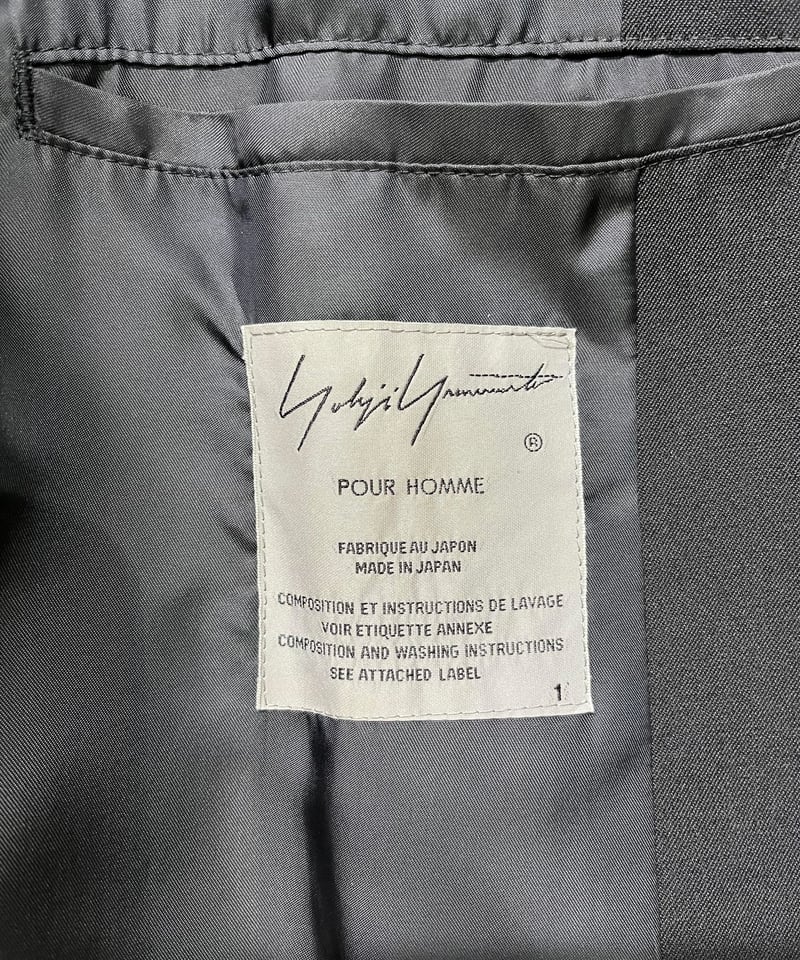 Yohji Yamamoto
®
POUR HOMME
FABRIQUE AU JAPON
MADE IN JAPAN
COMPOSITION ET INSTRUCTIONS DE LAVAGE
VOIR ETIQUETTE ANNEXE
COMPOSITION AND WASHING INSTRUCTIONS
SEE ATTACHED LABEL
1